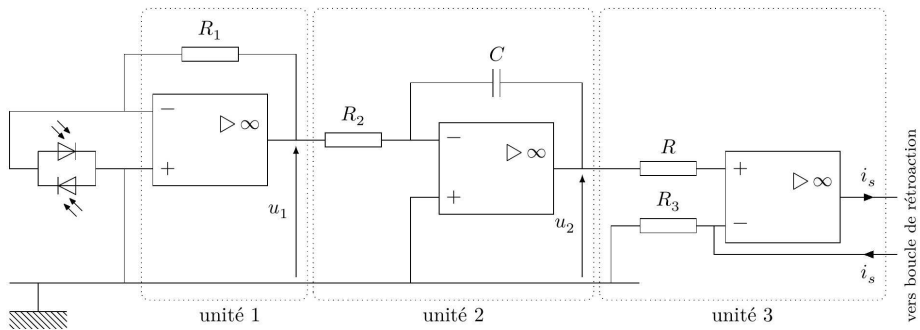 R₁
−
+
▷ ∞
u₁
unité 1
R₂
C
−
+
▷ ∞
u₂
unité 2
R
R₃
+
−
▷ ∞
iₛ
iₛ
unité 3
vers boucle de rétroaction